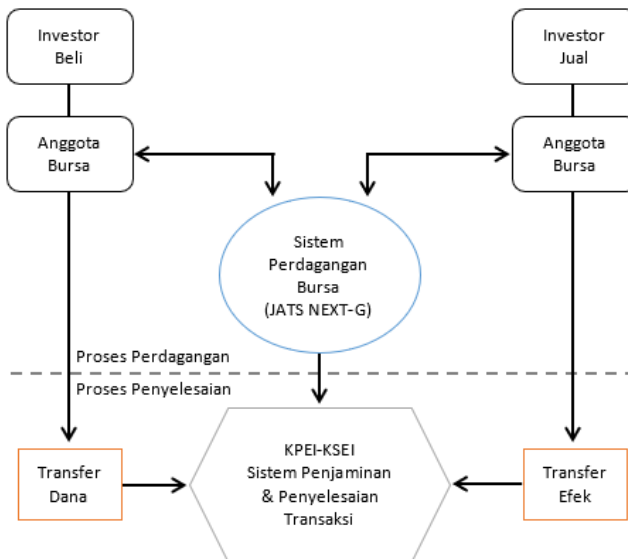 Investor
Beli
Investor
Jual
Anggota
Bursa
Anggota
Bursa
Sistem
Perdagangan
Bursa
(JATS NEXT-G)
Proses Perdagangan
Proses Penyelesaian
Transfer
Dana
KPEI-KSEI
Sistem Penjaminan
& Penyelesaian
Transaksi
Transfer
Efek